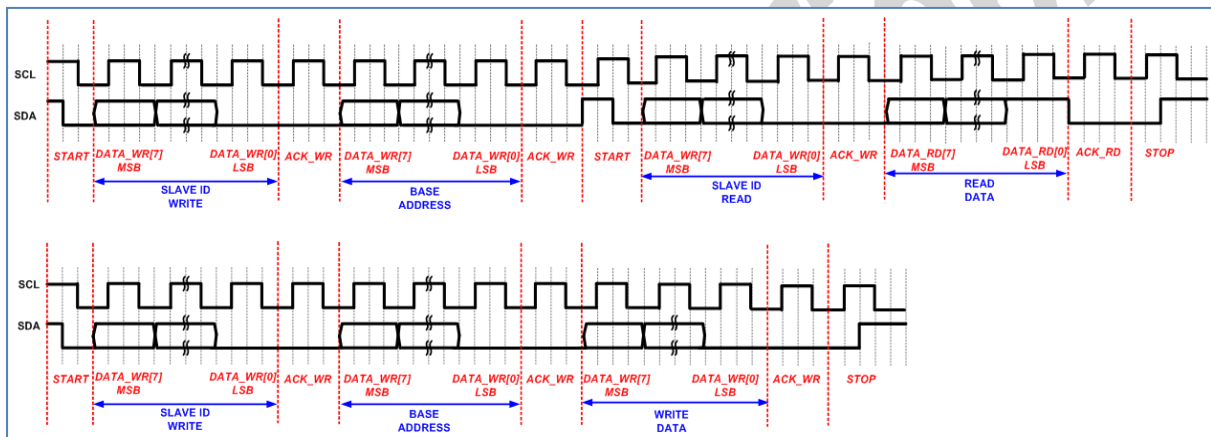 SCL
SDA
START DATA_WR[7] DATA_WR[0] ACK_WR DATA_WR[7] DATA_WR[0] ACK_WR START DATA_WR[7] DATA_WR[0] ACK_WR DATA_RD[7] DATA_RD[0] ACK_RD STOP
MSB LSB MSB LSB MSB LSB MSB LSB
SLAVE ID BASE SLAVE ID READ
WRITE ADDRESS READ DATA
SCL
SDA
START DATA_WR[7] DATA_WR[0] ACK_WR DATA_WR[7] DATA_WR[0] ACK_WR DATA_WR[7] DATA_WR[0] ACK_WR STOP
MSB LSB MSB LSB MSB LSB
SLAVE ID BASE WRITE
WRITE ADDRESS DATA